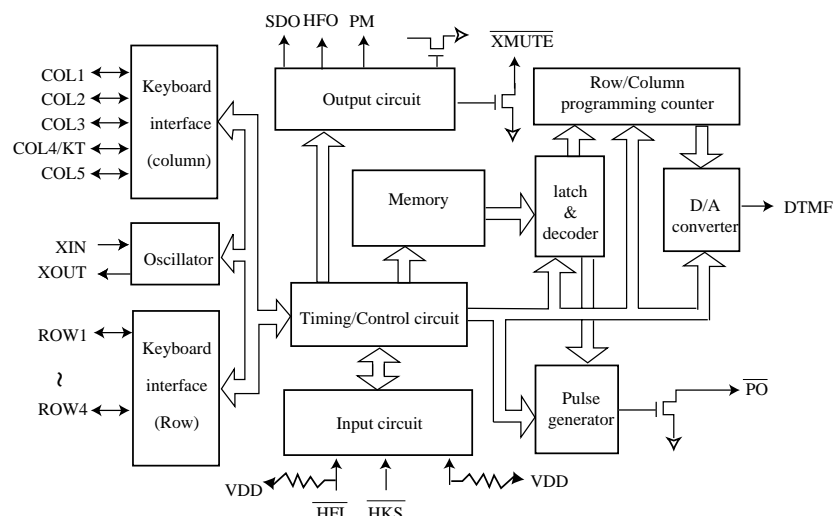 SDO HFO PM
XMUTE
COL1
COL2
COL3
COL4/KT
COL5
Keyboard
interface
(column)
Output circuit
Row/Column
programming counter
Memory
latch
&
decoder
D/A
converter
DTMF
XIN
XOUT
Oscillator
Timing/Control circuit
ROW1
~
ROW4
Keyboard
interface
(Row)
Input circuit
Pulse
generator
PO
VDD
VDD
HFI
HKS